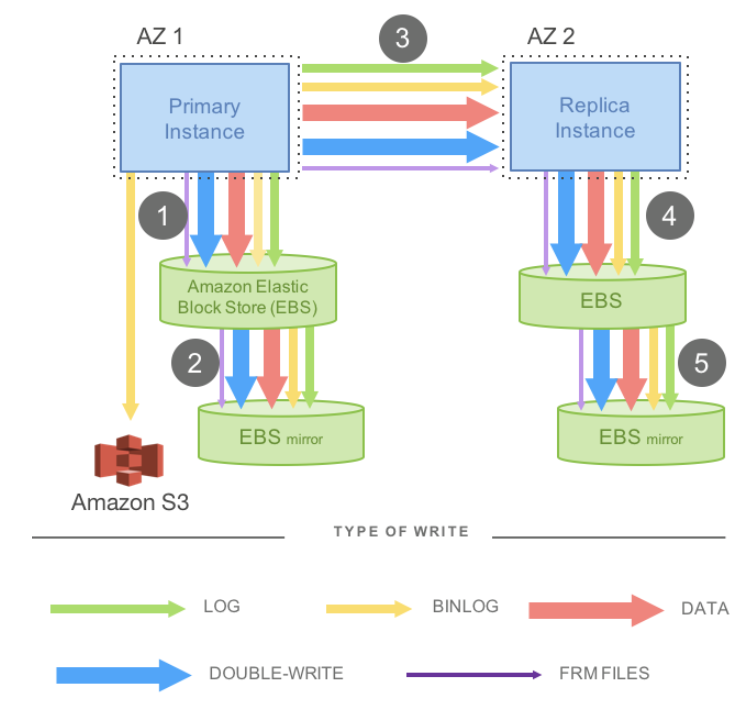 AZ 1
3
AZ 2
Primary
Instance
Replica
Instance
1
4
Amazon Elastic
Block Store (EBS)
EBS
2
5
EBS mirror
EBS mirror
Amazon S3
TYPE OF WRITE
LOG
BINLOG
DATA
DOUBLE-WRITE
FRM FILES